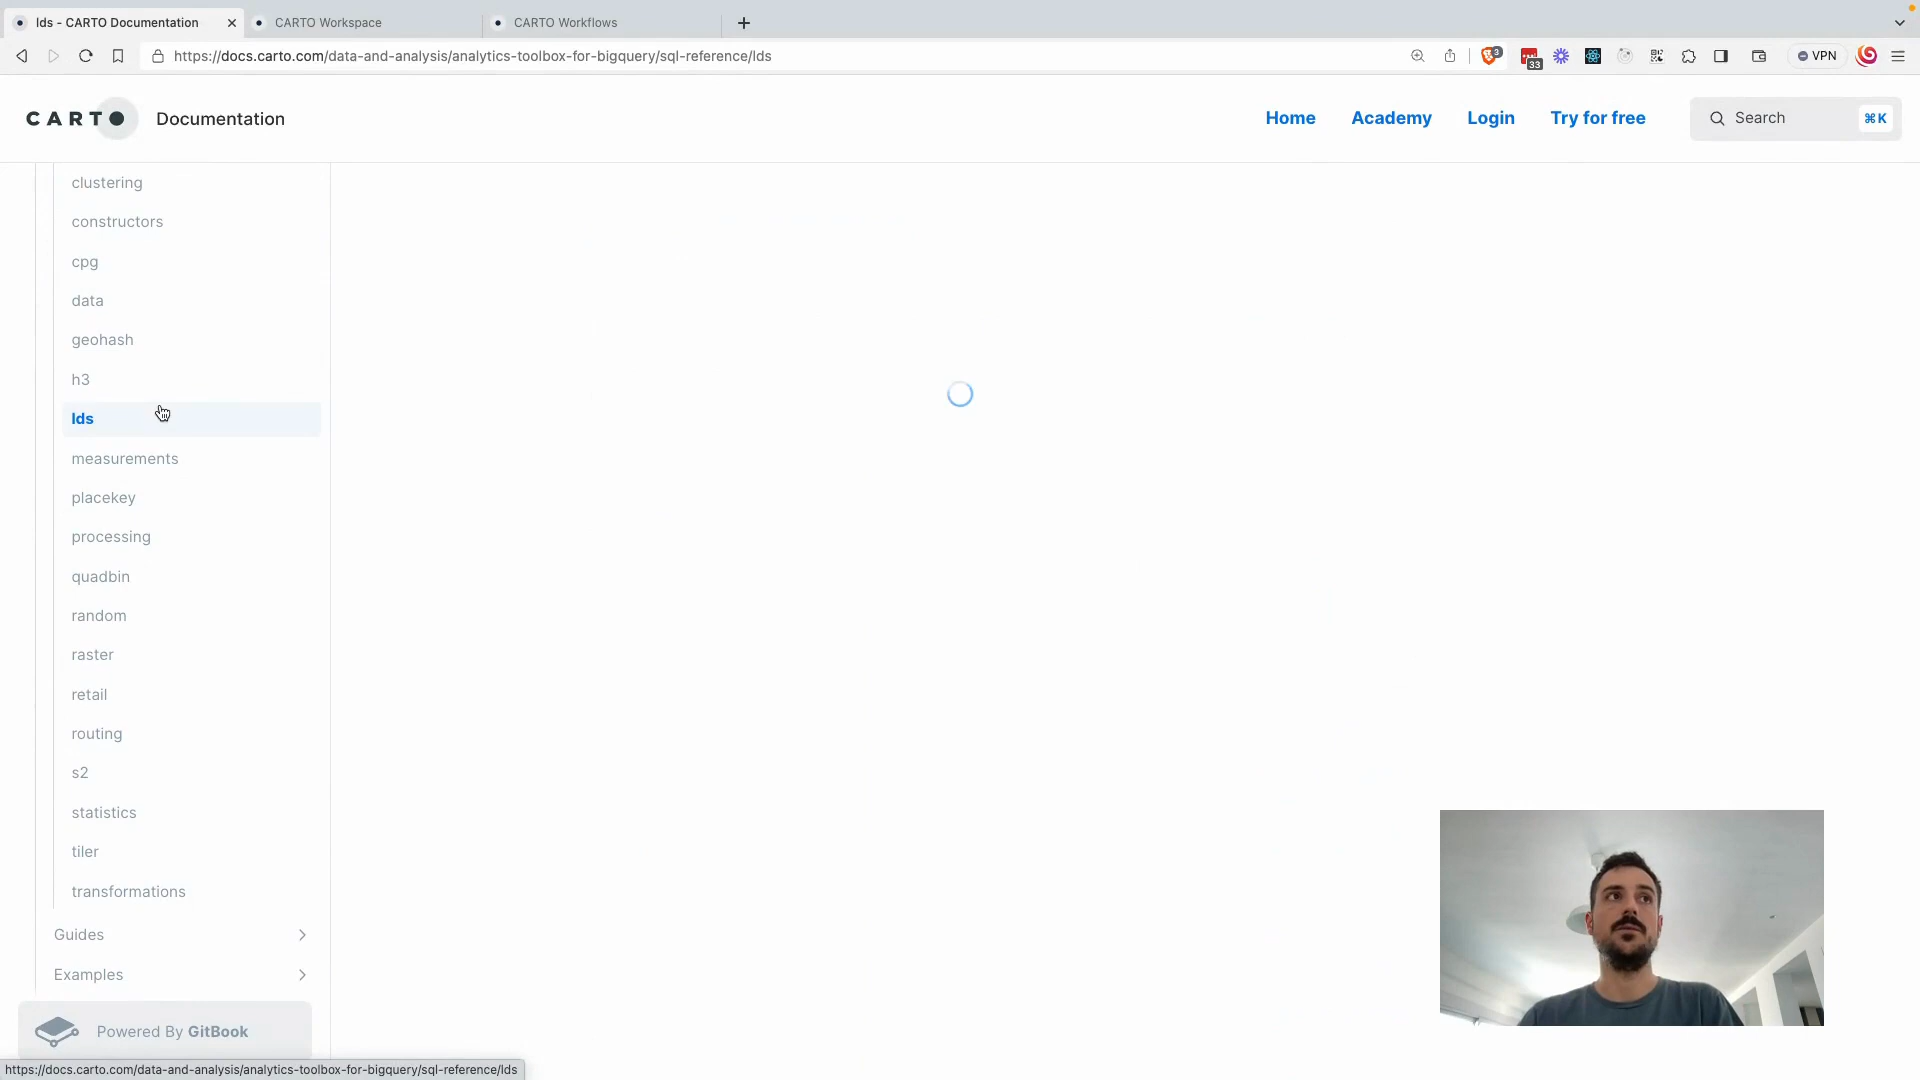 lds - CARTO Documentation
CARTO Workspace
CARTO Workflows
https://docs.carto.com/data-and-analysis/analytics-toolbox-for-bigquery/sql-reference/lds
3
33
VPN
CARTO
Documentation
Home
Academy
Login
Try for free
Search
⌘K
clustering
constructors
cpg
data
geohash
h3
lds
measurements
placekey
processing
quadbin
random
raster
retail
routing
s2
statistics
tiler
transformations
Guides
Examples
Powered By GitBook
https://docs.carto.com/data-and-analysis/analytics-toolbox-for-bigquery/sql-reference/lds